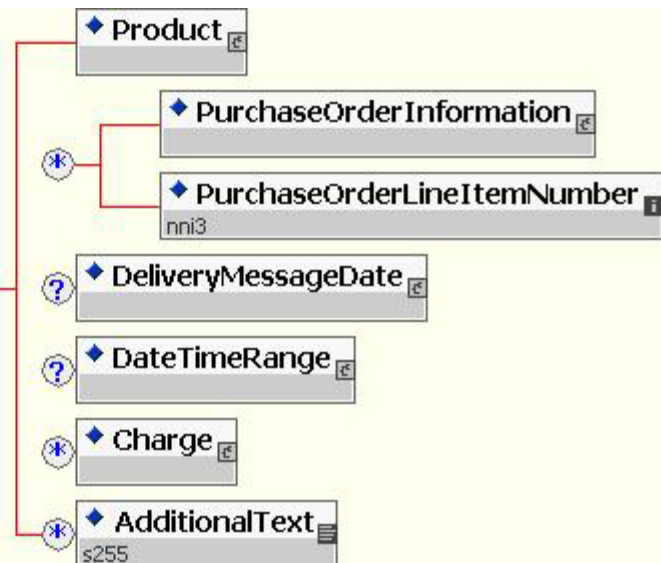 Product
PurchaseOrderInformation
*
PurchaseOrderLineItemNumber
nni3
? DeliveryMessageDate
? DateTimeRange
* Charge
* AdditionalText
s255